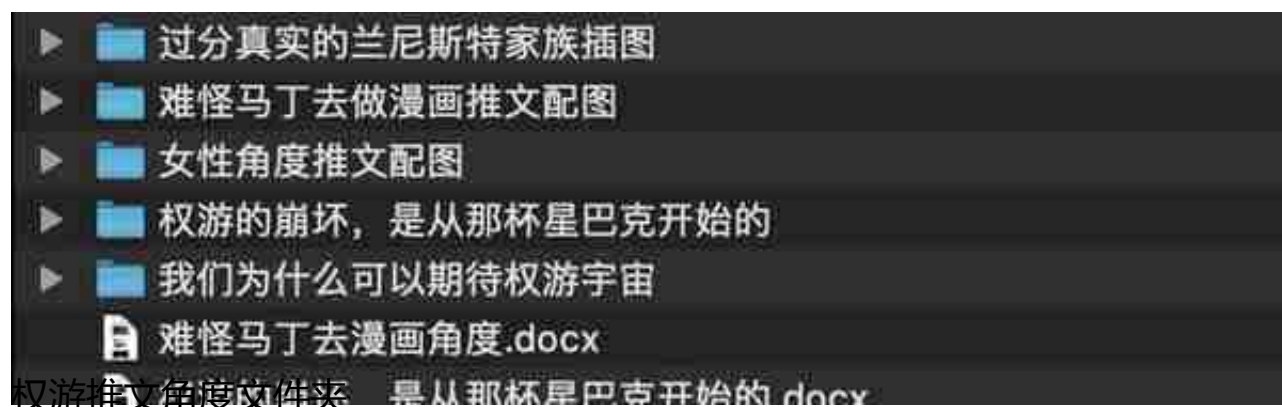 过分真实的兰尼斯特家族插图
难怪马丁去做漫画推文配图
女性角度推文配图
权游的崩坏，是从那杯星巴克开始的
我们为什么可以期待权游宇宙
难怪马丁去漫画角度.docx
权游推文角度文件夹
是从那杯星巴克开始的.docx